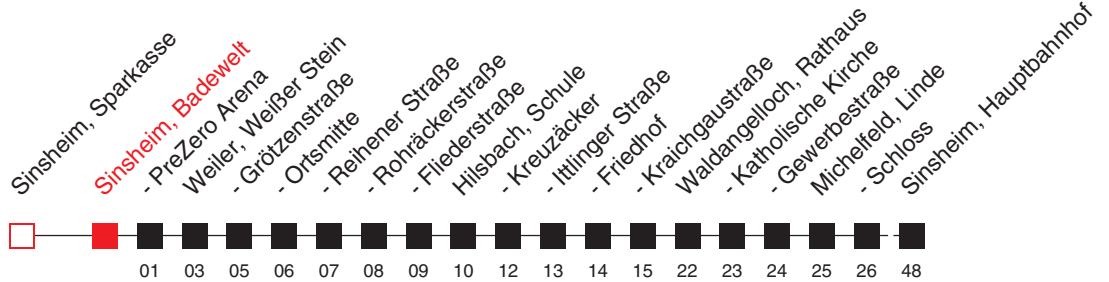 Sinsheim, Sparkasse
Sinsheim, Badewelt
- PreZero Arena
Weiler, Weißer Stein
- Grötzenstraße
- Ortsmitte
- Reihener Straße
- Rohräckerstraße
- Fliederstraße
Hilsbach, Schule
- Kreuzäcker
- Ittlinger Straße
- Friedhof
- Kraichgaustraße
Waldangelloch, Rathaus
- Katholische Kirche
- Gewerbestraße
Michelfeld, Linde
- Schloss
Sinsheim, Hauptbahnhof
01 03 05 06 07 08 09 10 12 13 14 15 22 23 24 25 26 48